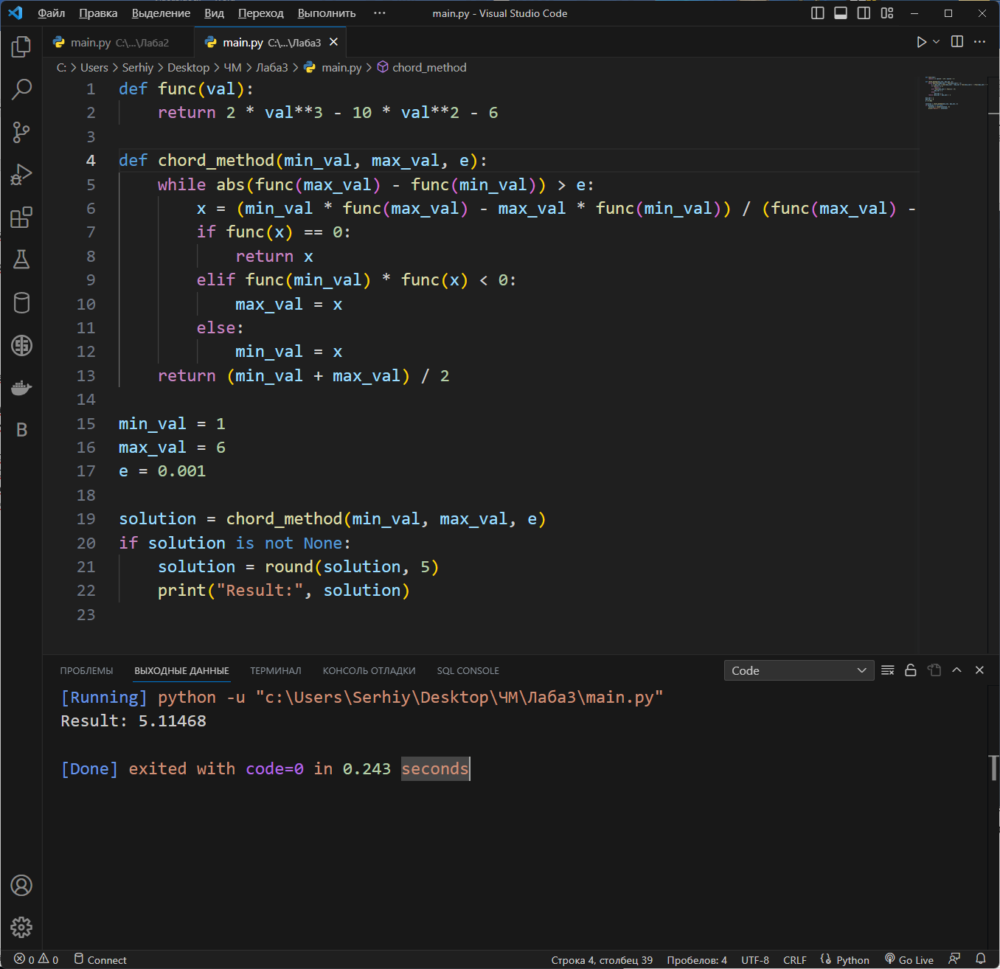 Файл Правка Выделение Вид Переход Выполнить ··· main.py - Visual Studio Code
main.py C:\...\Лаба2 main.py C:\...\Лаба3
C: > Users > Serhiy > Desktop > ЧМ > Лаба3 > main.py > chord_method
1 def func(val):
2 return 2 * val**3 - 10 * val**2 - 6
3
4 def chord_method(min_val, max_val, e):
5 while abs(func(max_val) - func(min_val)) > e:
6 x = (min_val * func(max_val) - max_val * func(min_val)) / (func(max_val) -
7 if func(x) == 0:
8 return x
9 elif func(min_val) * func(x) < 0:
10 max_val = x
11 else:
12 min_val = x
13 return (min_val + max_val) / 2
14
15 min_val = 1
16 max_val = 6
17 e = 0.001
18
19 solution = chord_method(min_val, max_val, e)
20 if solution is not None:
21 solution = round(solution, 5)
22 print("Result:", solution)
23
ПРОБЛЕМЫ ВЫХОДНЫЕ ДАННЫЕ ТЕРМИНАЛ КОНСОЛЬ ОТЛАДКИ SQL CONSOLE Code
[Running] python -u "c:\Users\Serhiy\Desktop\ЧМ\Лаба3\main.py"
Result: 5.11468
[Done] exited with code=0 in 0.243 seconds
0 0 Connect Строка 4, столбец 39 Пробелов: 4 UTF-8 CRLF Python Go Live